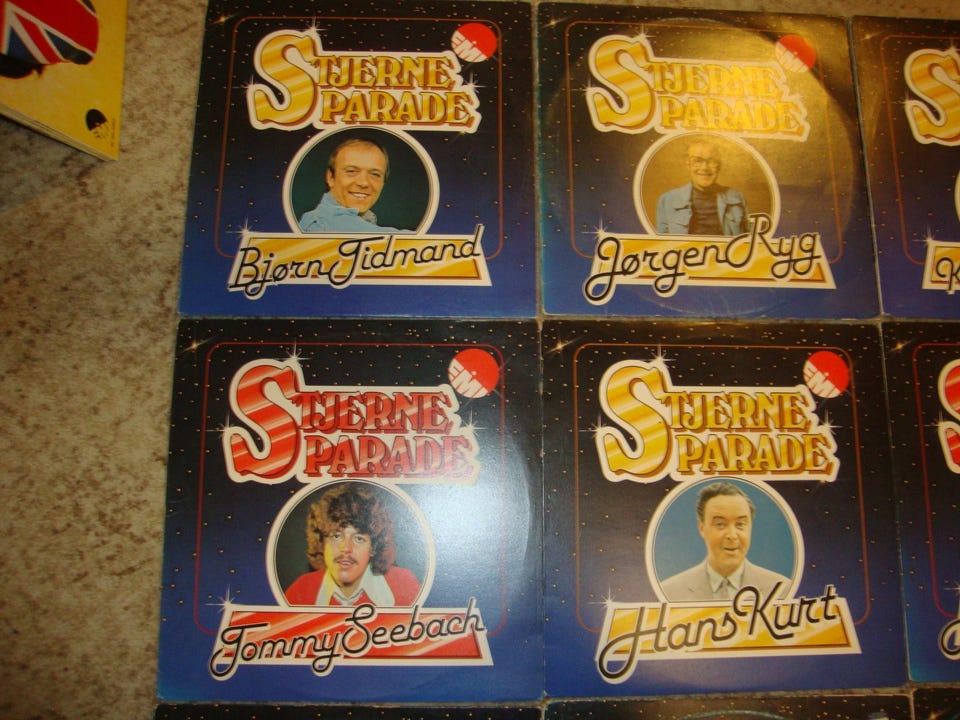 EMI
STJERNE
PARADE
Bjørn Tidmand
EMI
STJERNE
PARADE
Jørgen Ryg
S
K
EMI
STJERNE
PARADE
Tommy Seebach
EMI
STJERNE
PARADE
Hans Kurt
S